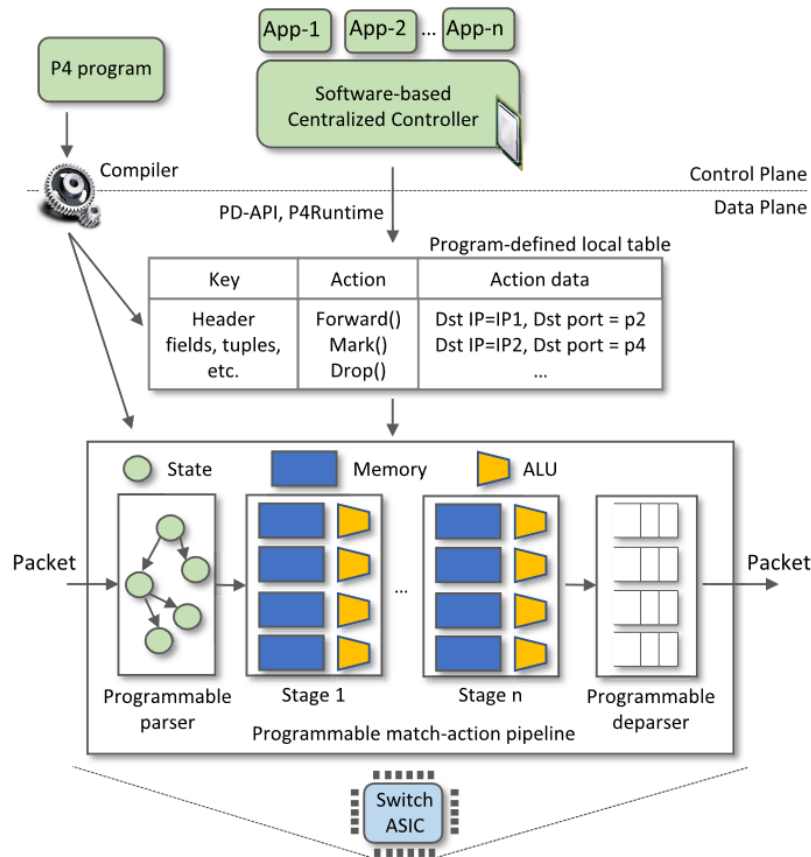 App-1
App-2
...
App-n
P4 program
Software-based
Centralized Controller
Compiler
Control Plane
PD-API, P4Runtime
Data Plane
Program-defined local table
Key
Action
Action data
Header
fields, tuples,
etc.
Forward()
Mark()
Drop()
Dst IP=IP1, Dst port = p2
Dst IP=IP2, Dst port = p4
...
State
Memory
ALU
Packet
...
Packet
Programmable
parser
Stage 1
Stage n
Programmable
deparser
Programmable match-action pipeline
Switch
ASIC